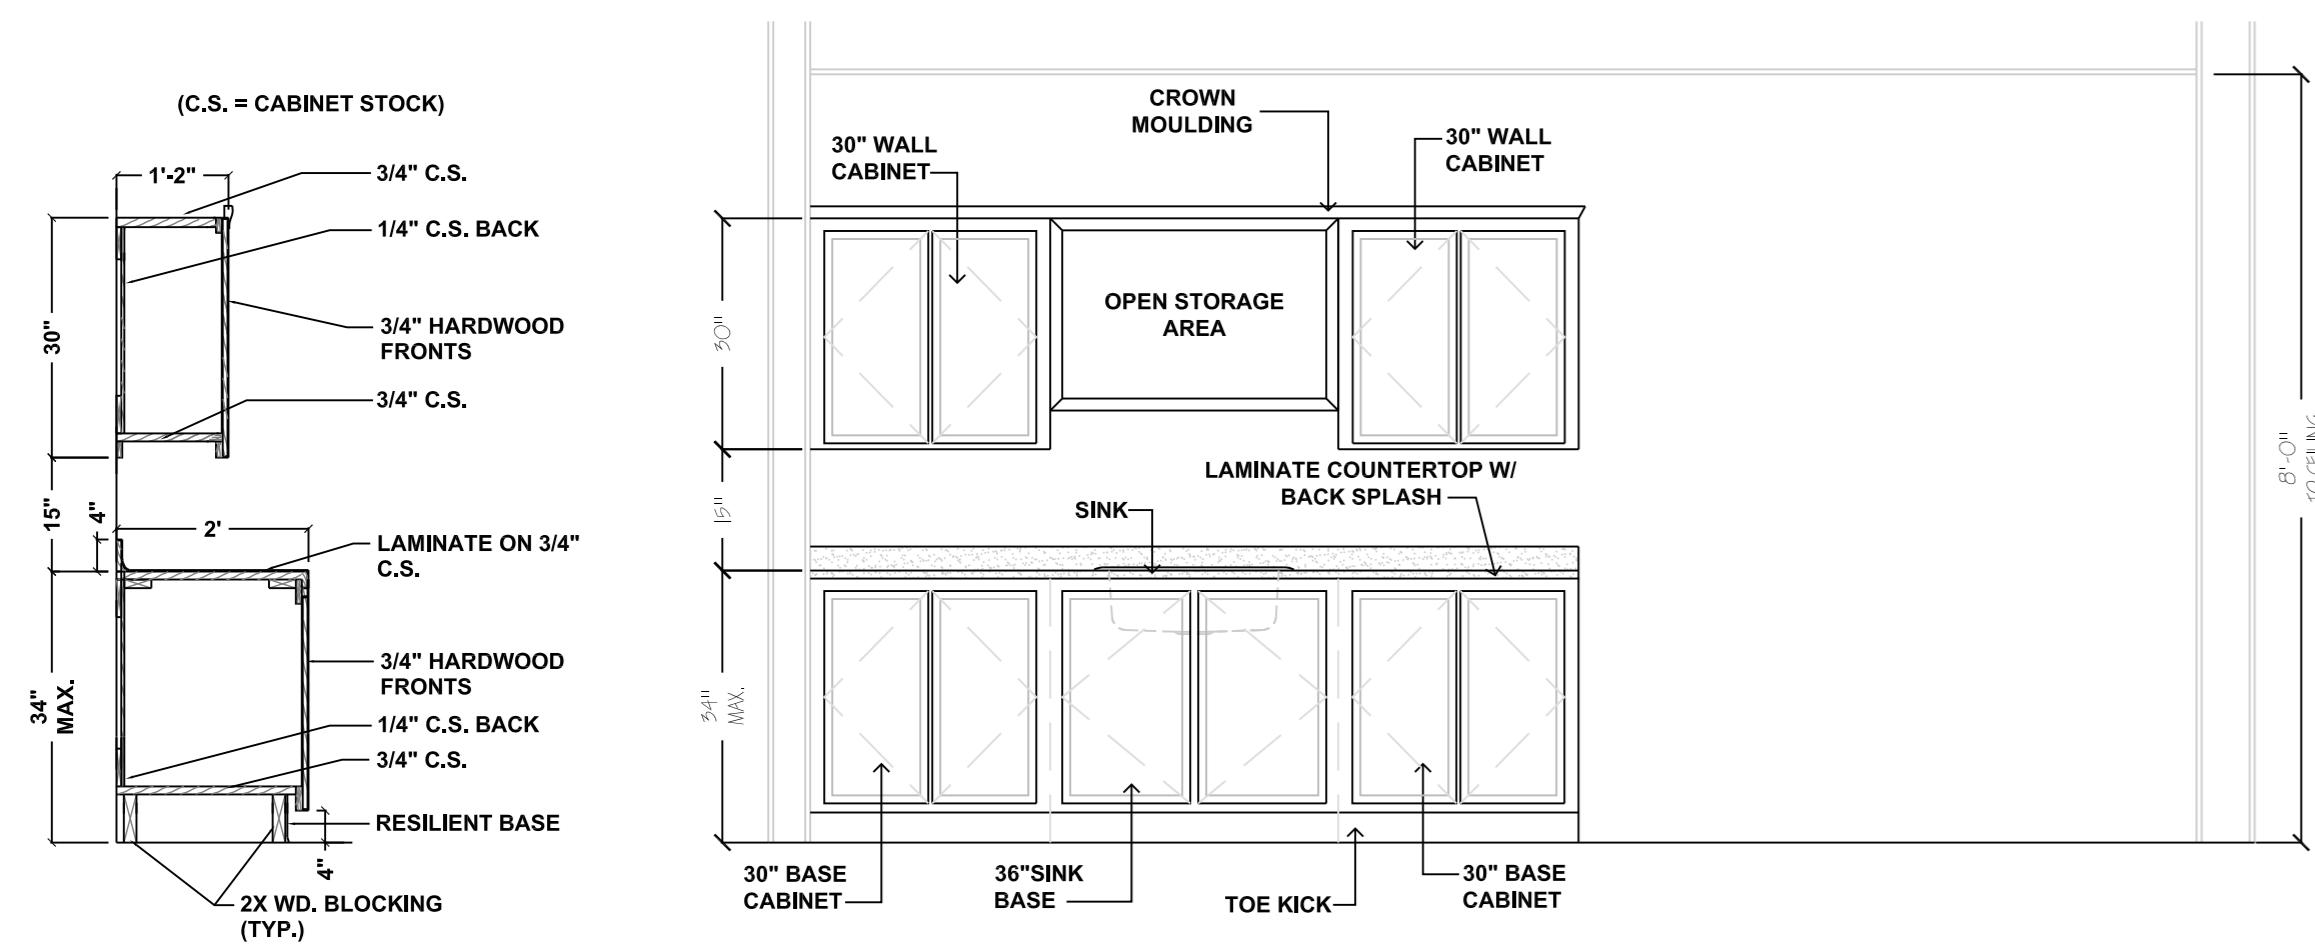 (C.S. = CABINET STOCK)
1'-2"
3/4" C.S.
1/4" C.S. BACK
30"
3/4" HARDWOOD
FRONTS
3/4" C.S.
15"
4"
2'
LAMINATE ON 3/4"
C.S.
34"
MAX.
3/4" HARDWOOD
FRONTS
1/4" C.S. BACK
3/4" C.S.
RESILIENT BASE
4"
2X WD. BLOCKING
(TYP.)
CROWN
MOULDING
30" WALL
CABINET
30" WALL
CABINET
30"
OPEN STORAGE
AREA
15"
LAMINATE COUNTERTOP W/
BACK SPLASH
SINK
34"
MAX.
30" BASE
CABINET
36"SINK
BASE
TOE KICK
30" BASE
CABINET
8'-0"
TO CEILING